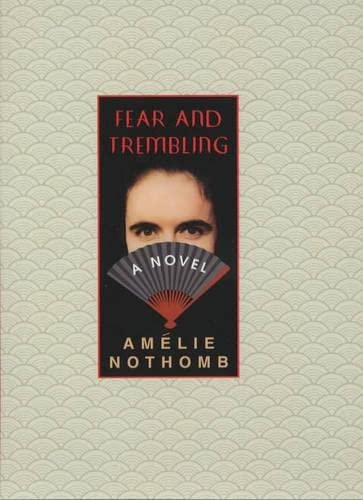 FEAR AND
TREMBLING
A NOVEL
AMÉLIE
NOTHOMB